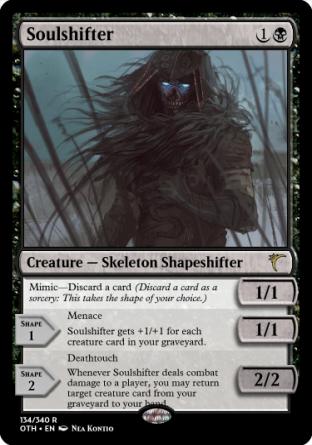 Soulshifter 1
Creature — Skeleton Shapeshifter
Mimic—Discard a card (Discard a card as a
sorcery: This takes the shape of your choice.)
1/1
Menace
SHAPE
1
Soulshifter gets +1/+1 for each
creature card in your graveyard.
1/1
Deathtouch
SHAPE
2
Whenever Soulshifter deals combat
damage to a player, you may return
target creature card from your
graveyard to your hand.
2/2
134/340 R
OTH • EN Nea Kontio